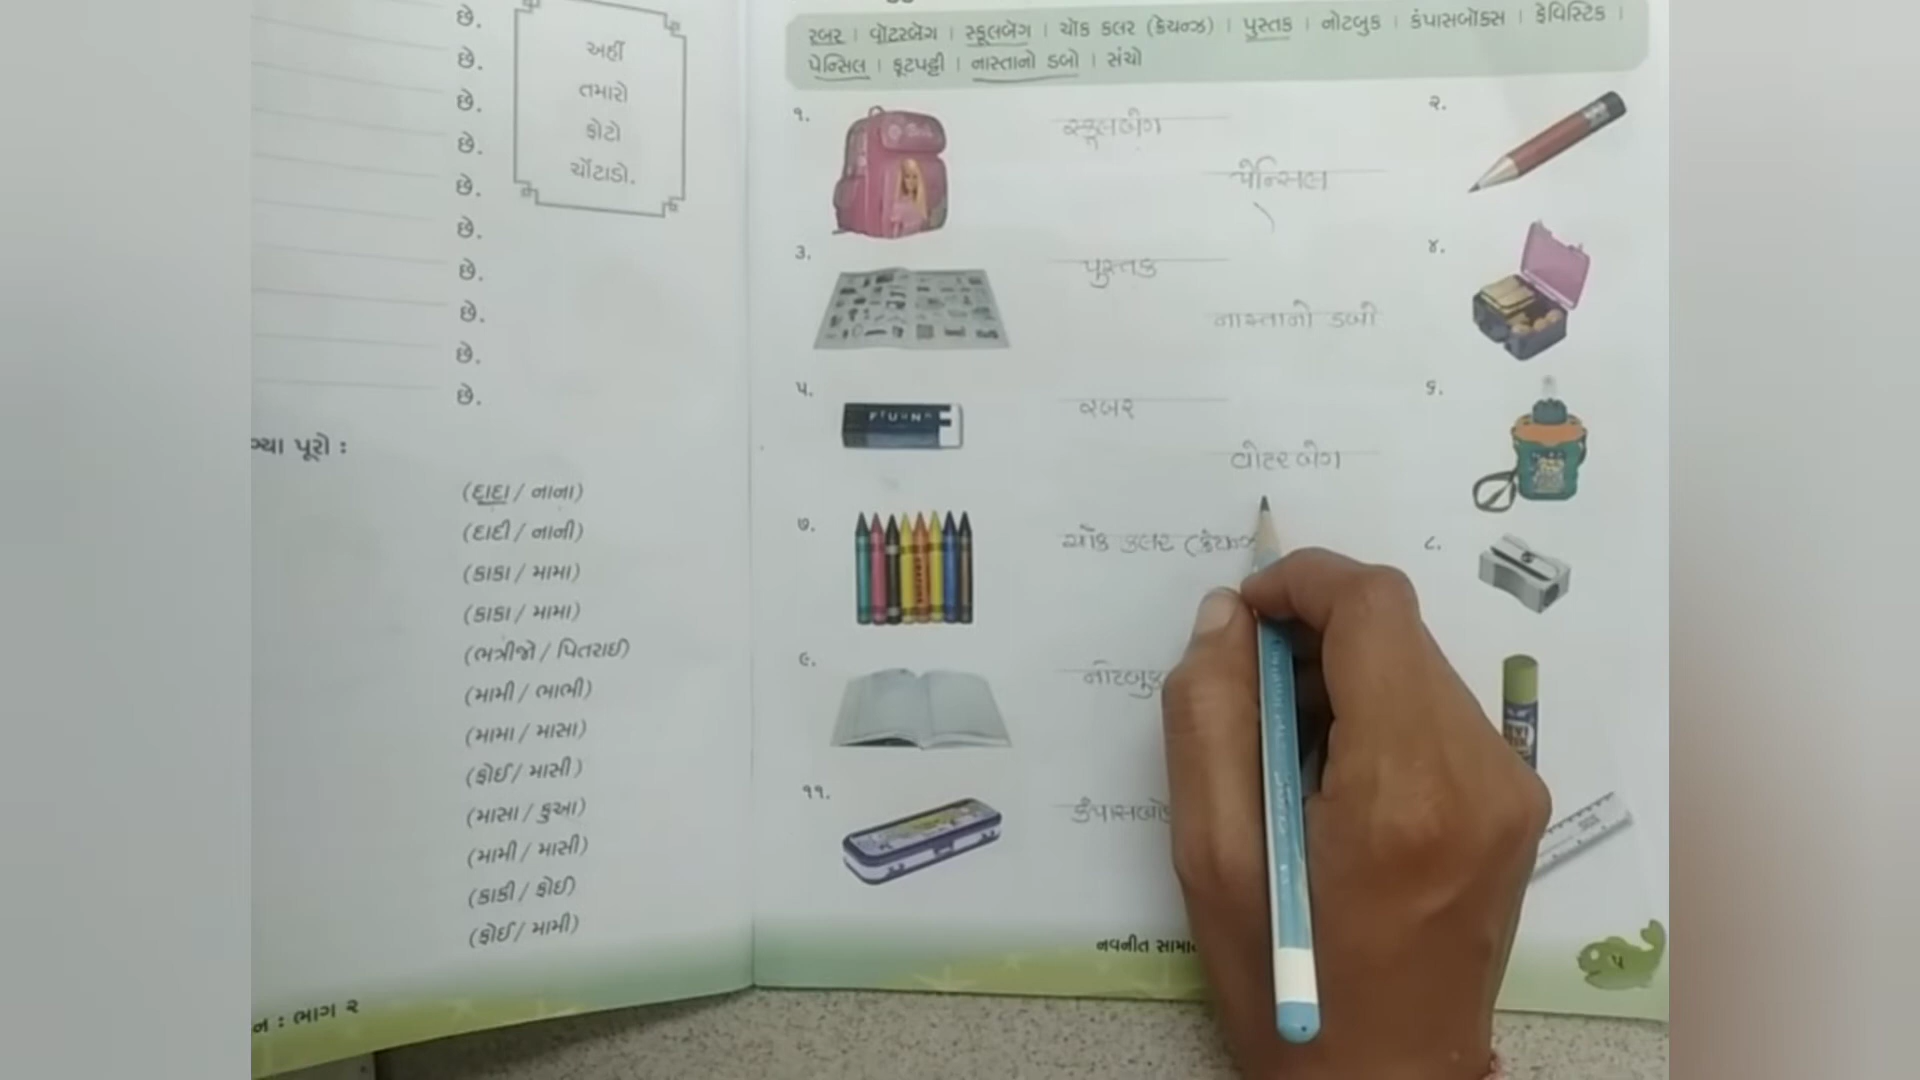 છે.
છે.
છે.
છે.
છે.
છે.
છે.
છે.
છે.
છે.
અહીં
તમારો
ફોટો
ચોંટાડો.
પૂરો :
(દાદા / નાના)
(દાદી / નાની)
(કાકા / મામા)
(કાકા / મામા)
(ભત્રીજો / પિતરાઈ)
(મામી / ભાભી)
(મામા / માસા)
(ફોઈ / માસી)
(માસા / ફુઆ)
(મામી / માસી)
(કાકી / ફોઈ)
(ફોઈ / મામી)
ન : ભાગ ૨
રબર । વૉટરબેગ । સ્કૂલબેગ । ચૉક કલર (ક્રેયન્ઝ) । પુસ્તક । નોટબુક । કંપાસબૉક્સ । ફેવિસ્ટિક ।
પેન્સિલ । ફૂટપટ્ટી । નાસ્તાનો ડબો । સંચો
૧.
સ્કૂલબેગ
૨.
પેન્સિલ
૩.
પુસ્તક
૪.
નાસ્તાનો ડબો
૫.
રબર
૬.
વોટરબેગ
૭.
ચૉક કલર
૮.
૯.
નોટબુક
૧૧.
નવનીત
૫